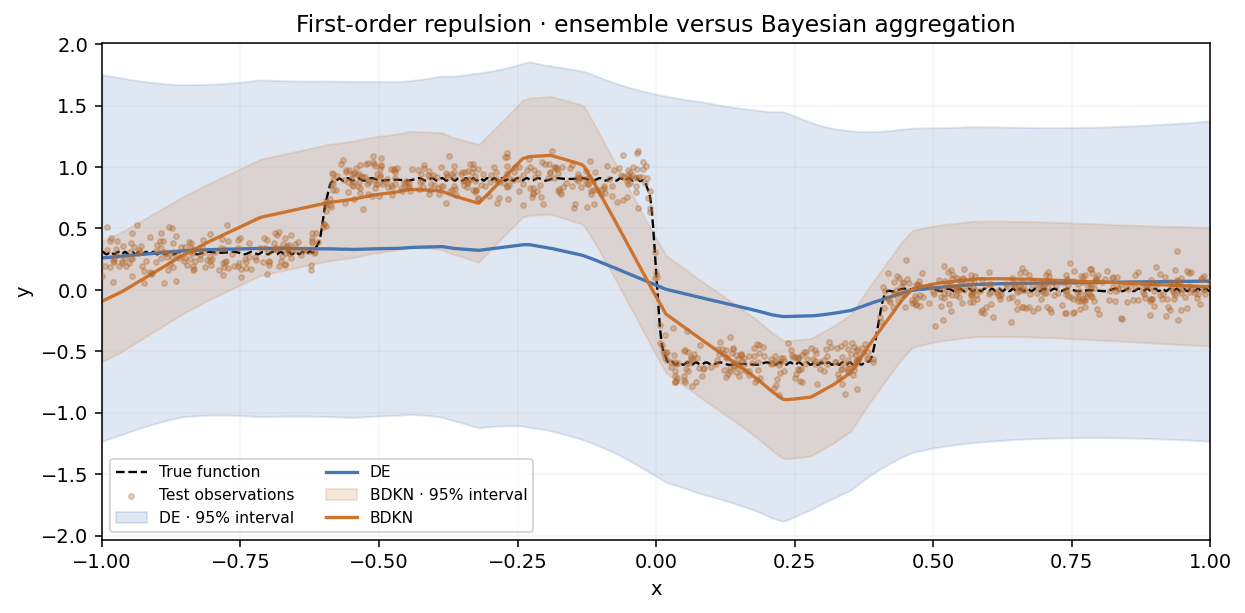 First-order repulsion · ensemble versus Bayesian aggregation
2.0
1.5
1.0
0.5
0.0
−0.5
−1.0
−1.5
−2.0
y
True function
Test observations
DE · 95% interval
DE
BDKN · 95% interval
BDKN
−1.00 −0.75 −0.50 −0.25 0.00 0.25 0.50 0.75 1.00
x